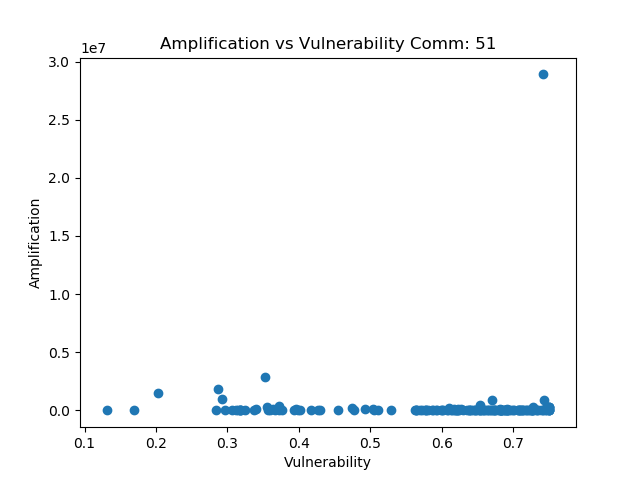 Amplification vs Vulnerability Comm: 51
1e7
3.0
2.5
2.0
1.5
1.0
0.5
0.0
Amplification
0.1 0.2 0.3 0.4 0.5 0.6 0.7
Vulnerability